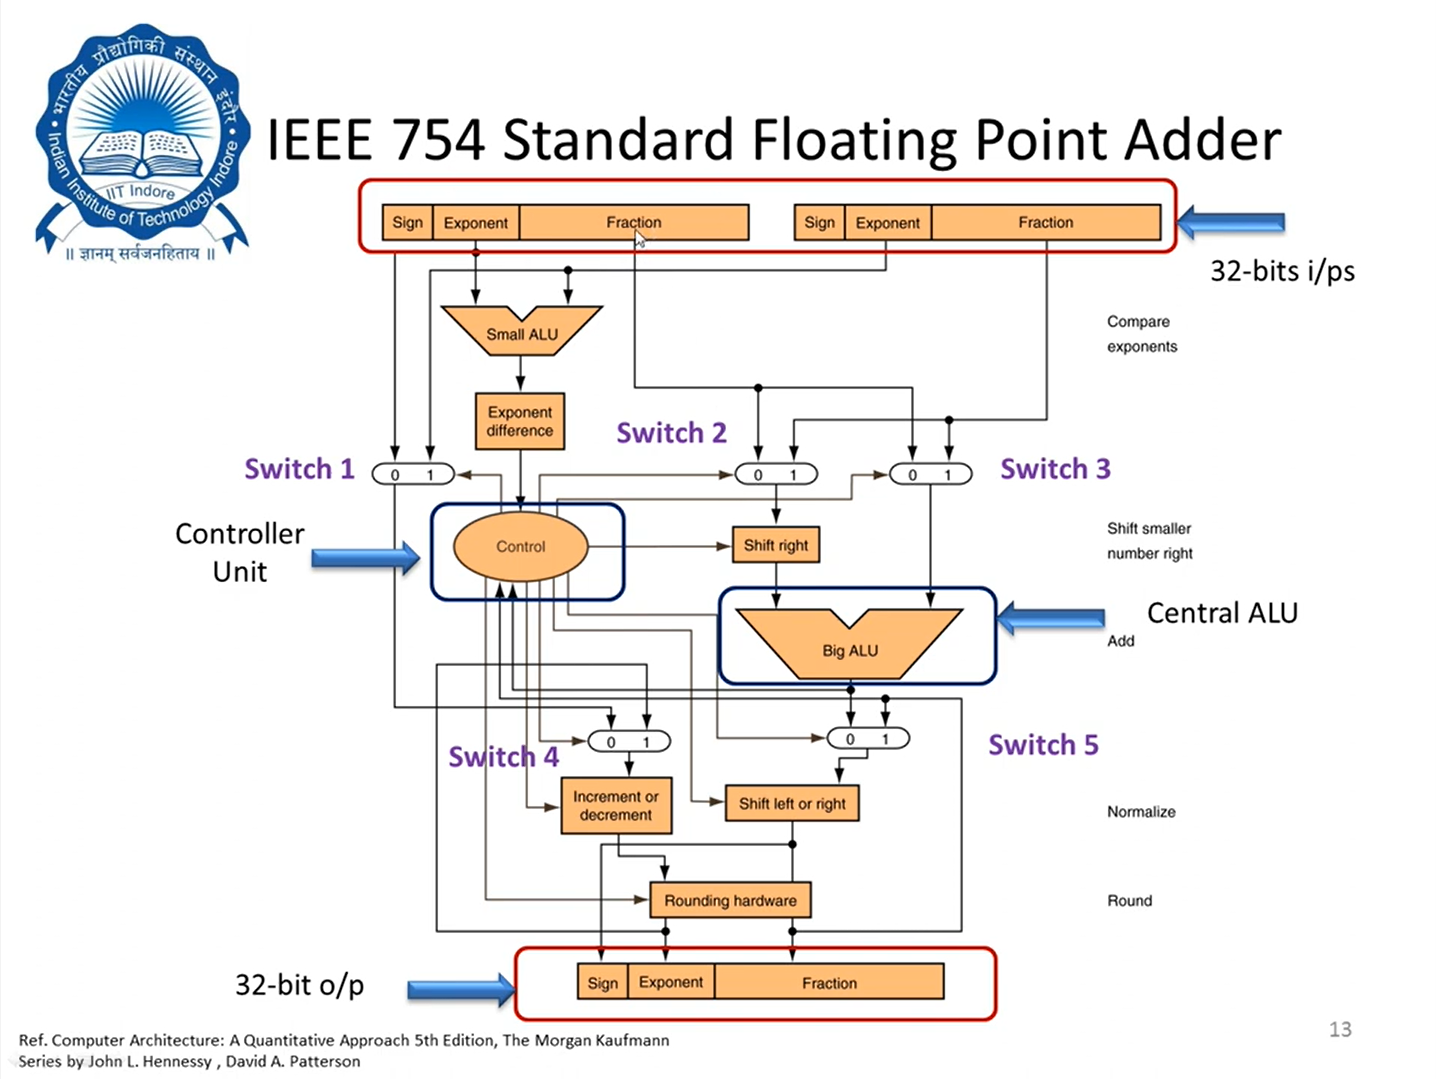 भारतीय प्रौद्योगिकी संस्थान इंदौर
Indian Institute of Technology Indore
IIT Indore
॥ ज्ञानम् सर्वजनहिताय ॥
IEEE 754 Standard Floating Point Adder
Sign Exponent Fraction Sign Exponent Fraction
32-bits i/ps
Compare
exponents
Small ALU
Exponent
difference
Switch 2
Switch 1
0 1
0 1
0 1
Switch 3
Controller
Unit
Control
Shift right
Shift smaller
number right
Central ALU
Big ALU
Add
Switch 4
0 1
0 1
Switch 5
Increment or
decrement
Shift left or right
Normalize
Rounding hardware
Round
32-bit o/p
Sign Exponent Fraction
Ref. Computer Architecture: A Quantitative Approach 5th Edition, The Morgan Kaufmann
Series by John L. Hennessy , David A. Patterson
13